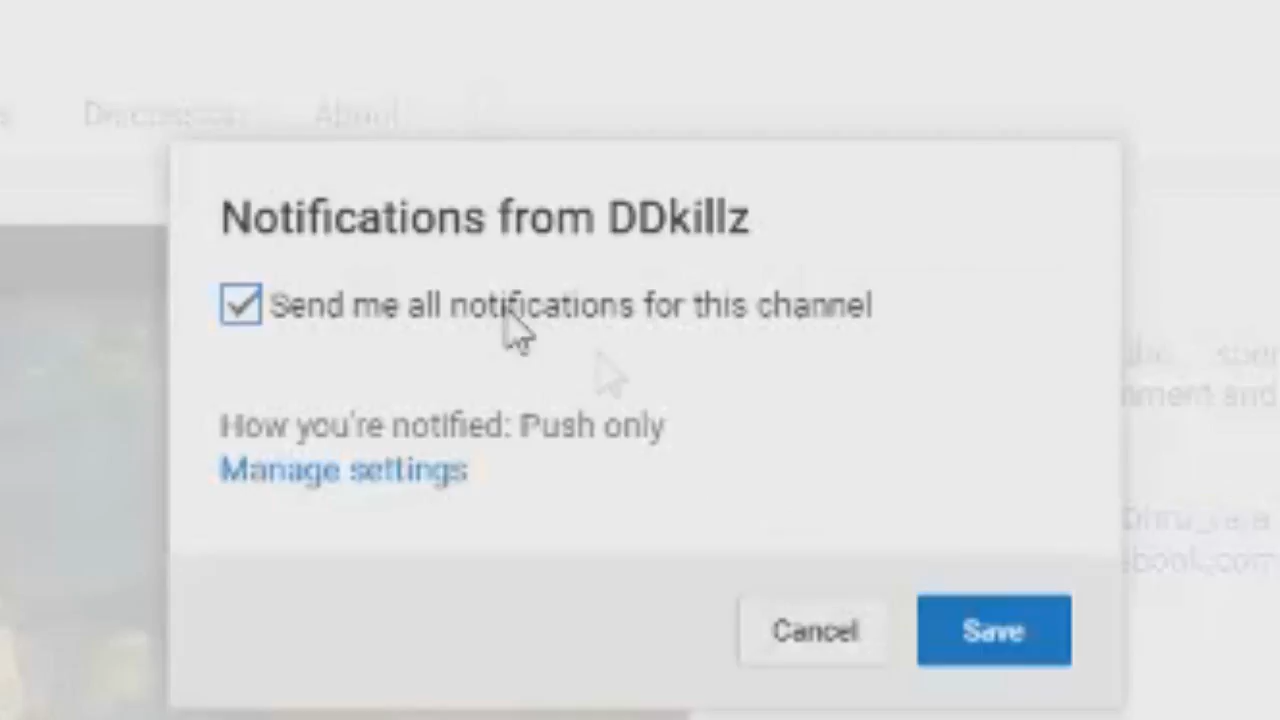 About
Notifications from DDkillz
Send me all notifications for this channel
How you're notified: Push only
Manage settings
Cancel
Save